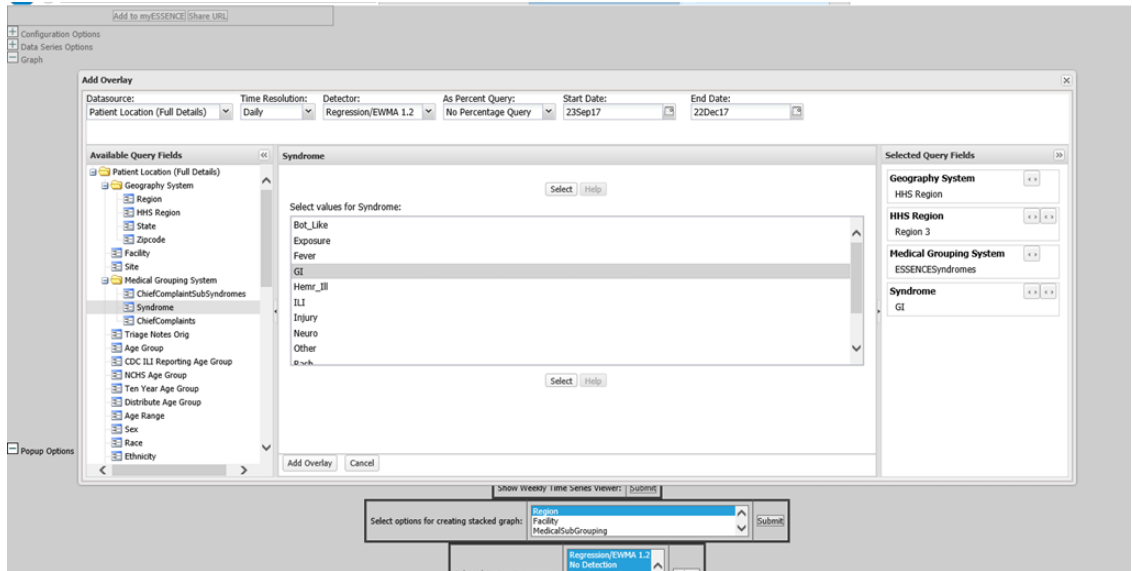 Add to myESSENCE Share URL
Configuration Options
Data Series Options
Graph
Add Overlay
Datasource: Time Resolution: Detector: As Percent Query: Start Date: End Date:
Patient Location (Full Details) Daily Regression/EWMA 1.2 No Percentage Query 23Sep17 22Dec17
Available Query Fields
Patient Location (Full Details)
Geography System
Region
HHS Region
State
Zipcode
Facility
Site
Medical Grouping System
ChiefComplaintSubSyndromes
Syndrome
ChiefComplaints
Triage Notes Orig
Age Group
CDC ILI Reporting Age Group
NCHS Age Group
Ten Year Age Group
Distribute Age Group
Age Range
Sex
Race
Ethnicity
Syndrome
Select Help
Select values for Syndrome:
Bot_Like
Exposure
Fever
GI
Hemr_Ill
ILI
Injury
Neuro
Other
Rash
Select Help
Add Overlay Cancel
Selected Query Fields
Geography System
HHS Region
HHS Region
Region 3
Medical Grouping System
ESSENCESyndromes
Syndrome
GI
Popup Options
Show Weekly Time Series Viewer: Submit
Select options for creating stacked graph: Region
Facility
MedicalSubGrouping
Submit
Regression/EWMA 1.2
No Detection